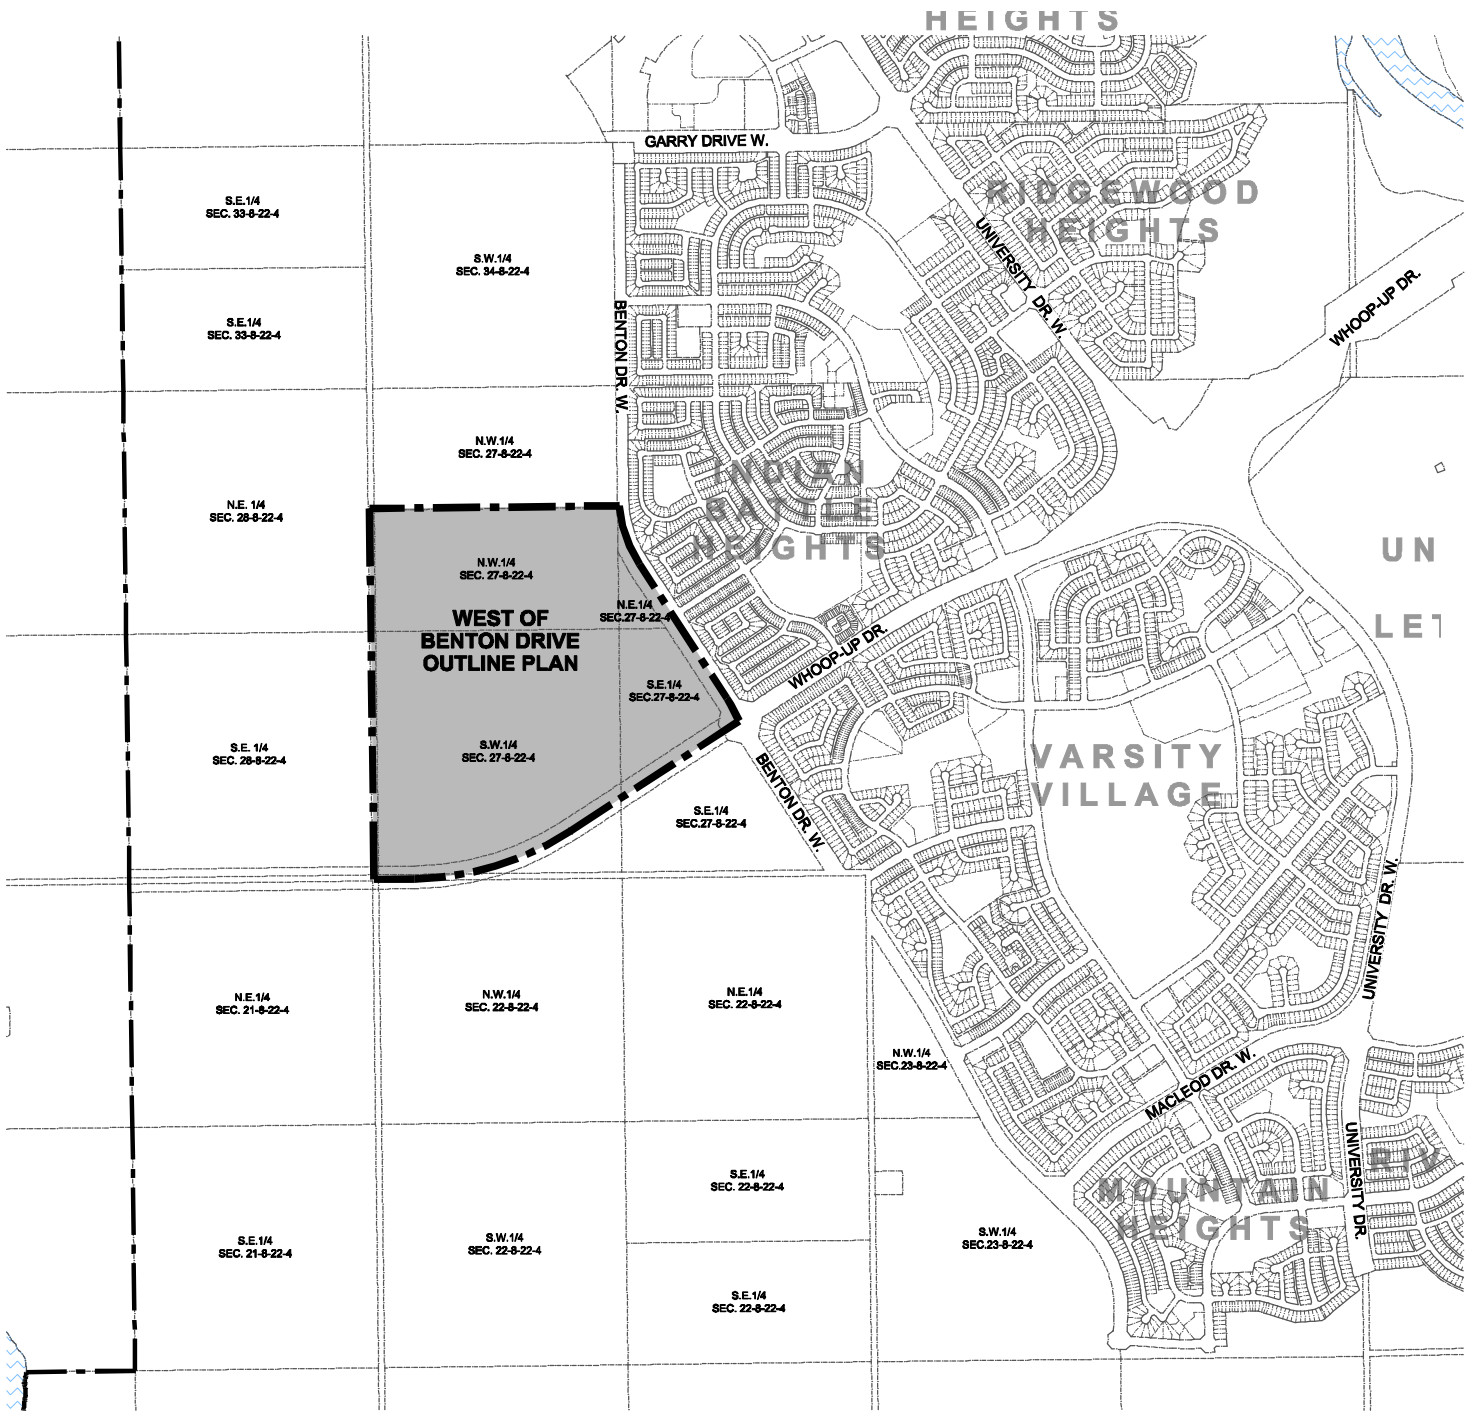 HEIGHTS
GARRY DRIVE W.
S.E.1/4
SEC. 33-8-22-4
RIDGEWOOD
HEIGHTS
UNIVERSITY DR. W.
S.W.1/4
SEC. 34-8-22-4
WHOOP-UP DR.
S.E.1/4
SEC. 33-8-22-4
BENTON DR. W.
N.W.1/4
SEC. 27-8-22-4
INDIAN
BATTLE
HEIGHTS
N.E. 1/4
SEC. 28-8-22-4
UN
N.W.1/4
SEC. 27-8-22-4
N.E.1/4
SEC.27-8-22-4
WEST OF
BENTON DRIVE
OUTLINE PLAN
LET
WHOOP-UP DR.
S.E.1/4
SEC.27-8-22-4
S.E. 1/4
SEC. 28-8-22-4
S.W.1/4
SEC. 27-8-22-4
VARSITY
VILLAGE
BENTON DR. W.
S.E.1/4
SEC.27-8-22-4
UNIVERSITY DR. W.
N.E.1/4
SEC. 21-8-22-4
N.W.1/4
SEC. 22-8-22-4
N.E.1/4
SEC. 22-8-22-4
N.W.1/4
SEC.23-8-22-4
MACLEOD DR. W.
UNIVERSITY DR.
RIV
S.E.1/4
SEC. 22-8-22-4
MOUNTAIN
HEIGHTS
S.E.1/4
SEC. 21-8-22-4
S.W.1/4
SEC. 22-8-22-4
S.W.1/4
SEC.23-8-22-4
S.E.1/4
SEC. 22-8-22-4